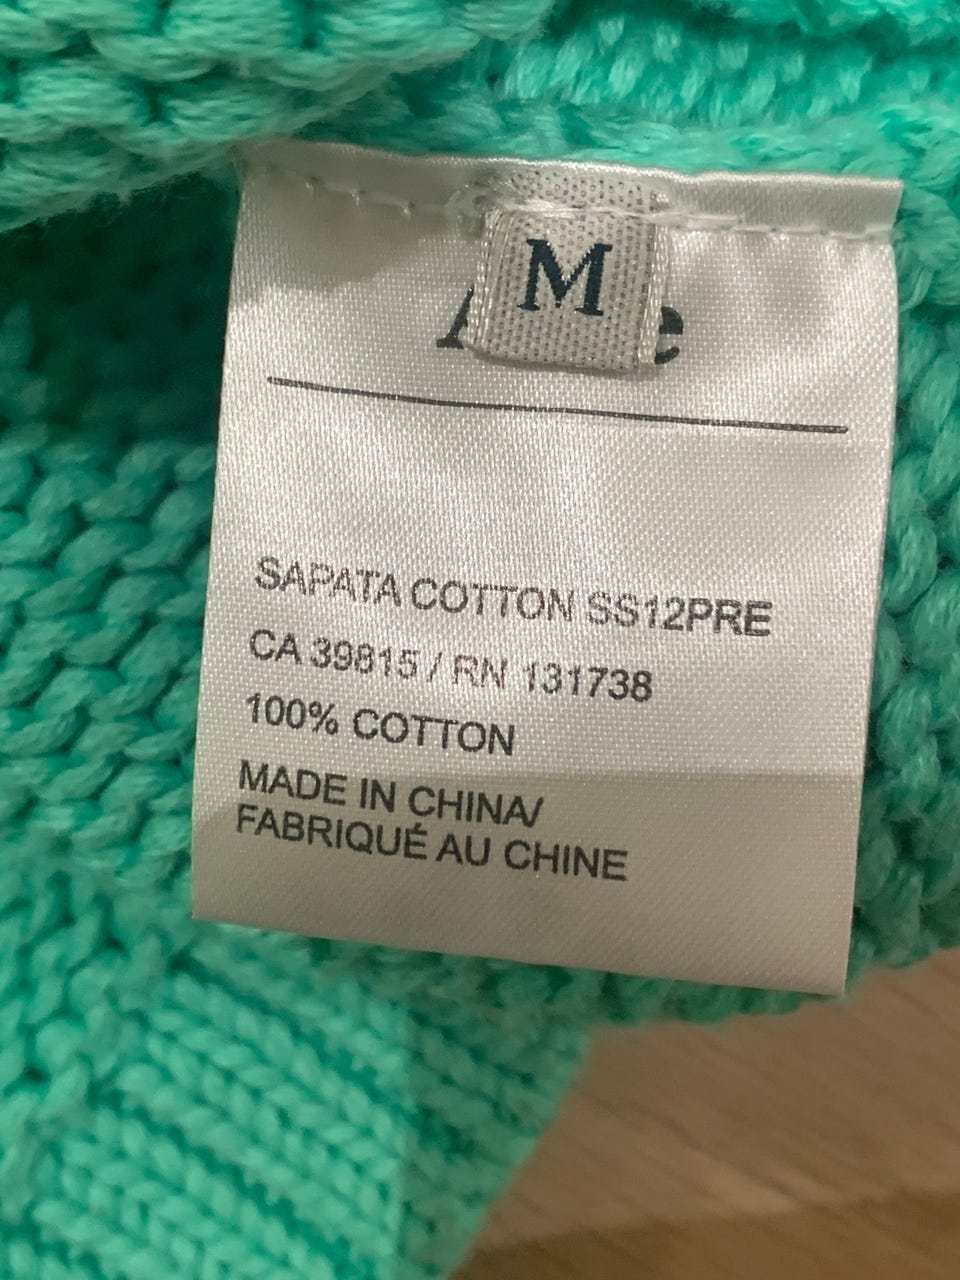 M
SAPATA COTTON SS12PRE
CA 39815 / RN 131738
100% COTTON
MADE IN CHINA/
FABRIQUÉ AU CHINE